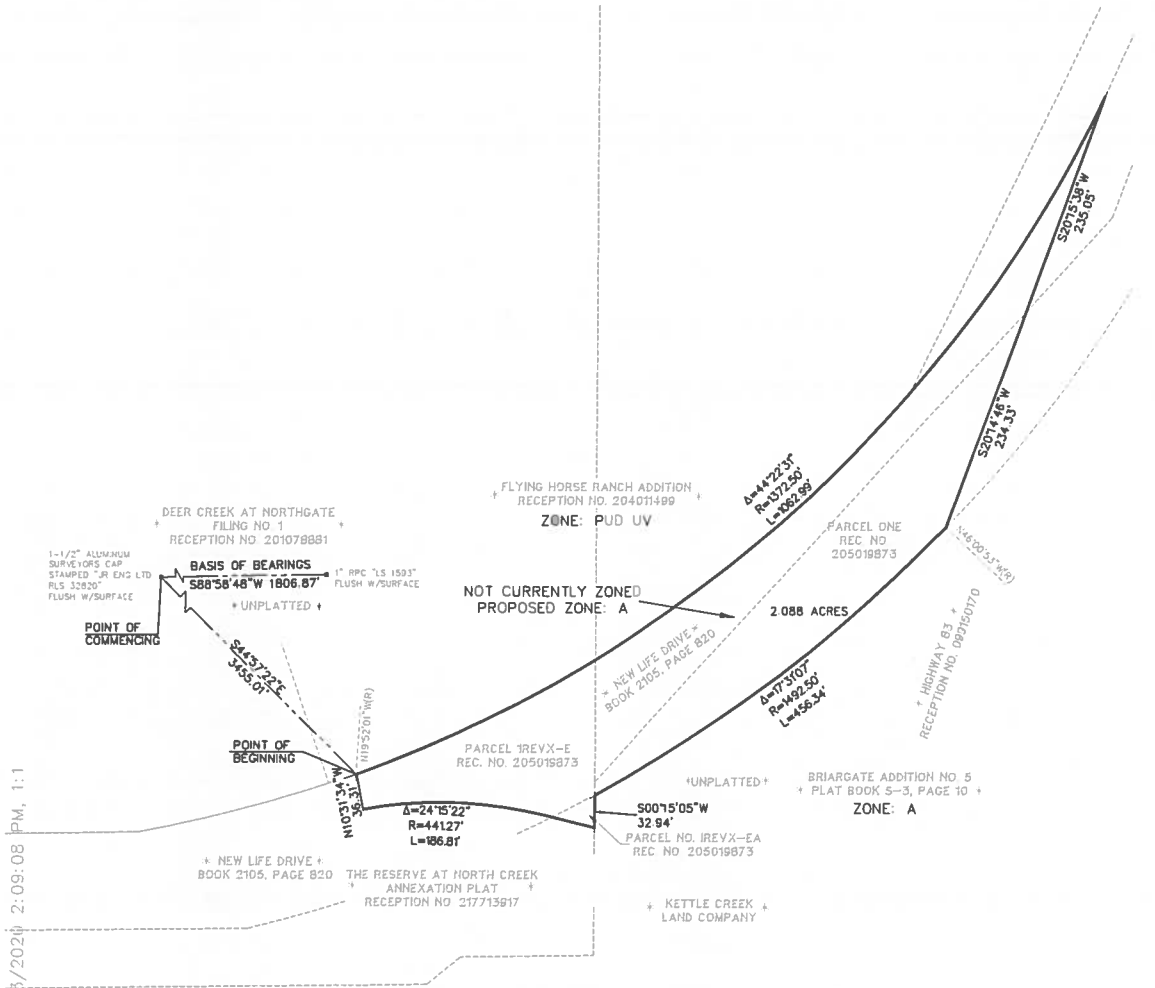 S20°15'38"W
235.05'
S20°14'46"W
234.33'
* FLYING HORSE RANCH ADDITION *
RECEPTION NO. 204011499
ZONE: PUD UV
Δ=44°22'31"
R=1372.50'
L=1062.99'
DEER CREEK AT NORTHGATE
* FILING NO 1 *
RECEPTION NO. 201078881
1-1/2" ALUMINUM
SURVEYORS CAP
STAMPED "JR ENG LTD
RLS 32820"
FLUSH W/SURFACE
BASIS OF BEARINGS
S88°58'48"W 1806.87'
1" RPC "LS 1593"
FLUSH W/SURFACE
*UNPLATTED *
POINT OF
COMMENCING
S44°57'22"E
3455.01'
PARCEL ONE
REC NO
205019873
N46°00'53"W(R)
NOT CURRENTLY ZONED
PROPOSED ZONE: A
2.088 ACRES
* NEW LIFE DRIVE *
BOOK 2105, PAGE 820
* HIGHWAY 83 *
RECEPTION NO. 099150170
Δ=17°31'07"
R=1492.50'
L=456.34'
POINT OF
BEGINNING
N19°52'01"W(R)
PARCEL 1REVX-E
REC. NO. 205019873
N10°31'34"W
36.31'
Δ=24°15'22"
R=441.27'
L=186.81'
*UNPLATTED*
S00°15'05"W
32.94'
BRIARGATE ADDITION NO 5
* PLAT BOOK S-3, PAGE 10 *
ZONE: A
PARCEL NO. 1REVX-EA
REC NO 205019873
* NEW LIFE DRIVE *
BOOK 2105, PAGE 820
THE RESERVE AT NORTH CREEK
* ANNEXATION PLAT *
RECEPTION NO 217713917
* KETTLE CREEK *
LAND COMPANY
3/2020 2:09:08 PM, 1:1